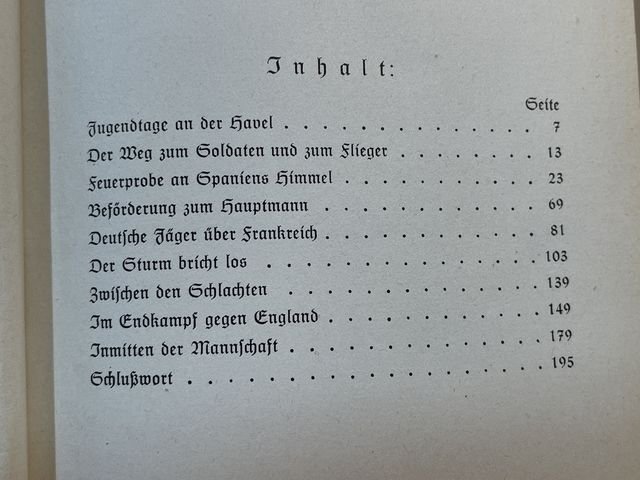 Inhalt:
Seite
Jugendtage an der Havel . . . . . . . . . . . . . . 7
Der Weg zum Soldaten und zum Flieger . . . . . . . . 13
Feuerprobe an Spaniens Himmel . . . . . . . . . . 23
Beförderung zum Hauptmann . . . . . . . . . . . 69
Deutsche Jäger über Frankreich . . . . . . . . . . . 81
Der Sturm bricht los . . . . . . . . . . . . . . 103
Zwischen den Schlachten . . . . . . . . . . . . . 139
Im Endkampf gegen England . . . . . . . . . . . 149
Inmitten der Mannschaft . . . . . . . . . . . . . 179
Schlußwort . . . . . . . . . . . . . . . . . . 195